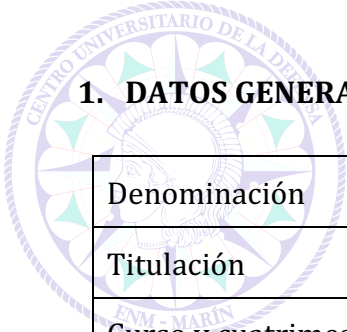 CENTRO UNIVERSITARIO DE LA DEFENSA
1. DATOS GENERA
Denominación
Titulación
ENM - MARÍN